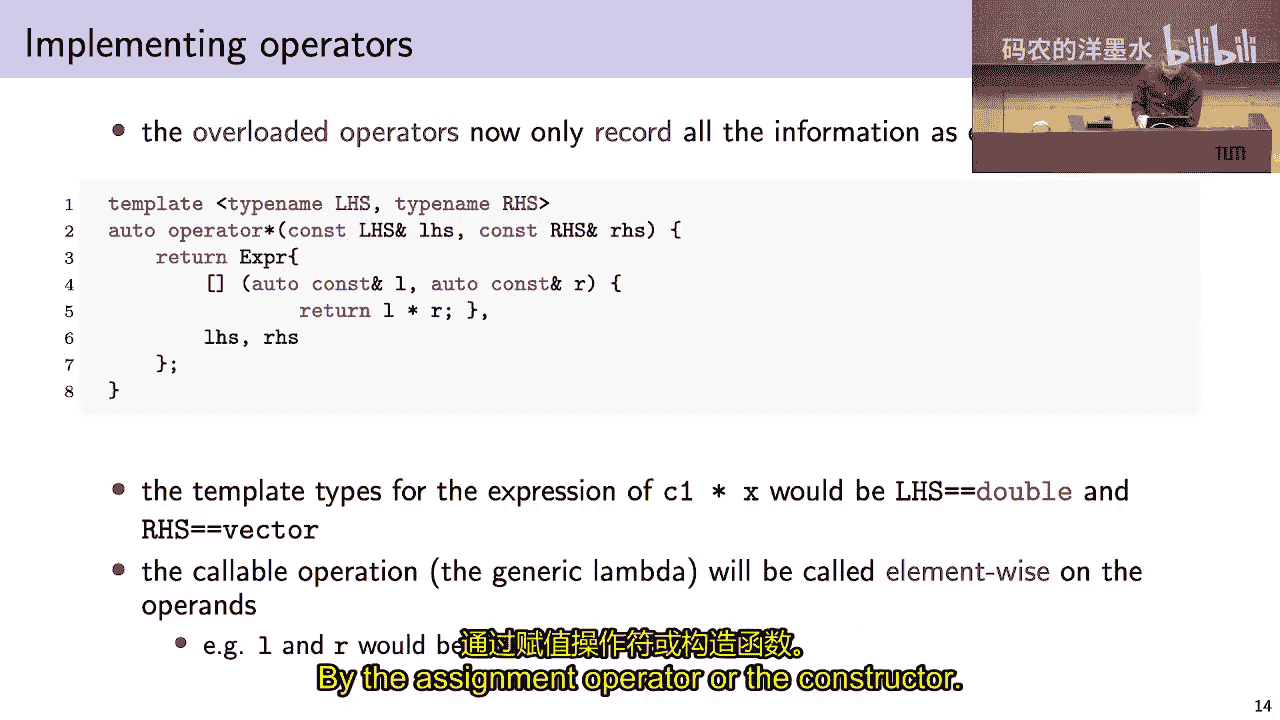 Implementing operators
码农的洋墨水 bilibili
TUM
• the overloaded operators now only record all the information as
1 template <typename LHS, typename RHS>
2 auto operator*(const LHS& lhs, const RHS& rhs) {
3 return Expr{
4 [] (auto const& l, auto const& r) {
5 return l * r; },
6 lhs, rhs
7 };
8 }
• the template types for the expression of c1 * x would be LHS==double and
RHS==vector
• the callable operation (the generic lambda) will be called element-wise on the
operands
• e.g. l and r would be
通过赋值操作符或构造函数。
By the assignment operator or the constructor.
14